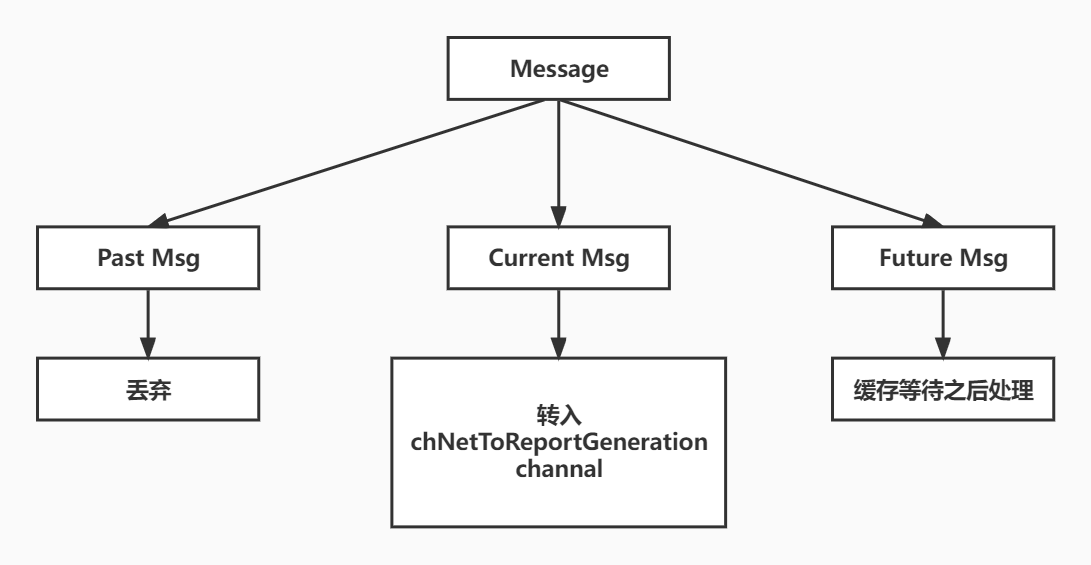 Message
Past Msg
Current Msg
Future Msg
丢弃
转入
chNetToReportGeneration
channal
缓存等待之后处理